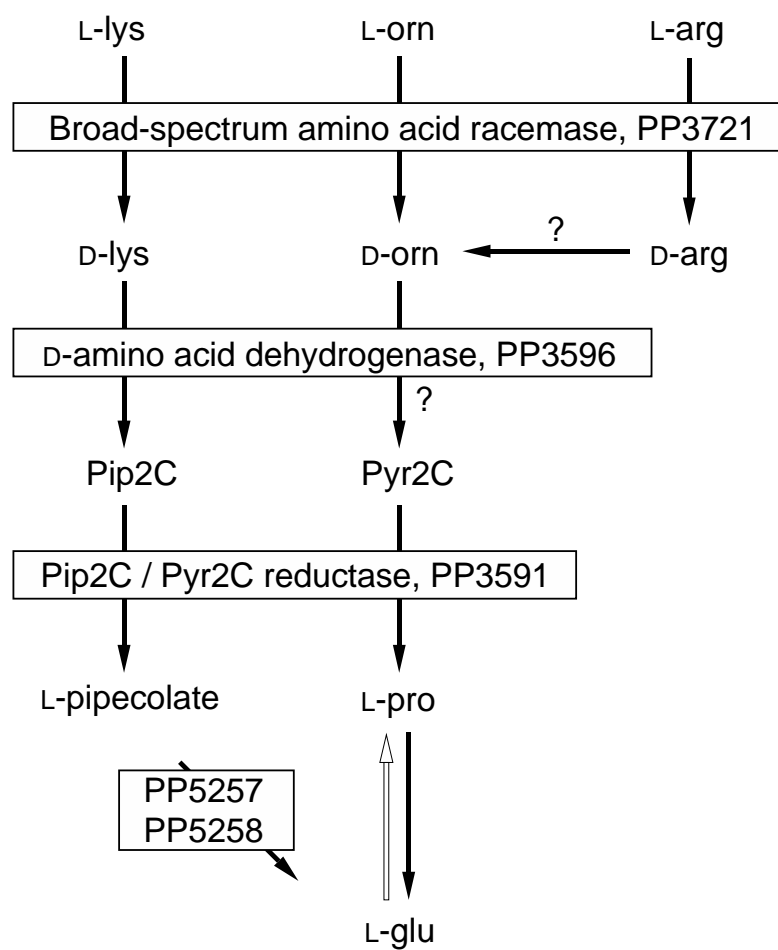 L-lys L-orn L-arg
Broad-spectrum amino acid racemase, PP3721
?
D-lys D-orn D-arg
D-amino acid dehydrogenase, PP3596
?
Pip2C Pyr2C
Pip2C / Pyr2C reductase, PP3591
L-pipecolate L-pro
PP5257
PP5258
L-glu